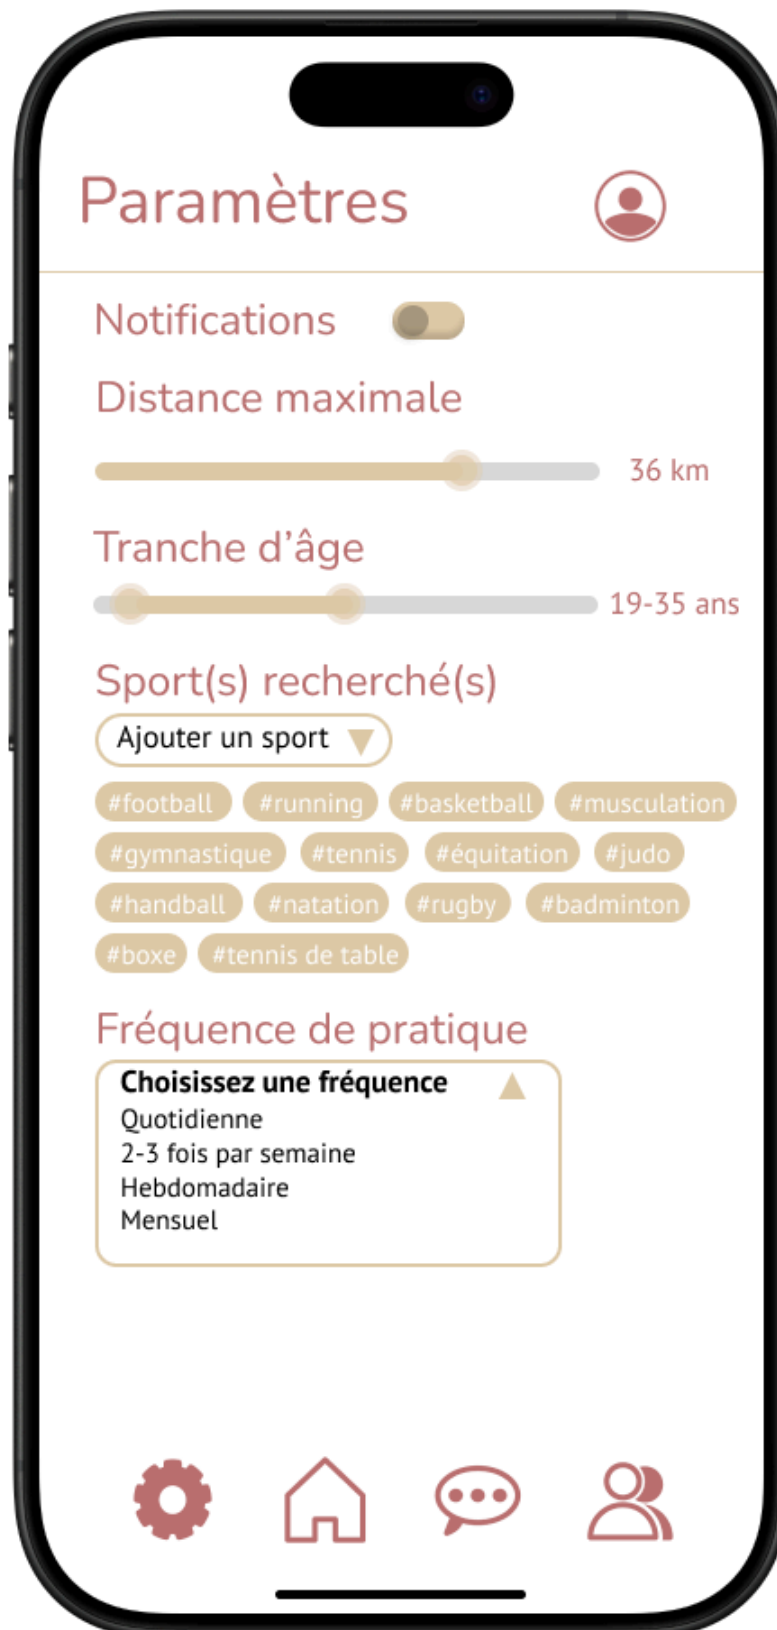 Paramètres
Notifications
Distance maximale
36 km
Tranche d’âge
19-35 ans
Sport(s) recherché(s)
Ajouter un sport
#football #running #basketball #musculation
#gymnastique #tennis #équitation #judo
#handball #natation #rugby #badminton
#boxe #tennis de table
Fréquence de pratique
Choisissez une fréquence
Quotidienne
2-3 fois par semaine
Hebdomadaire
Mensuel